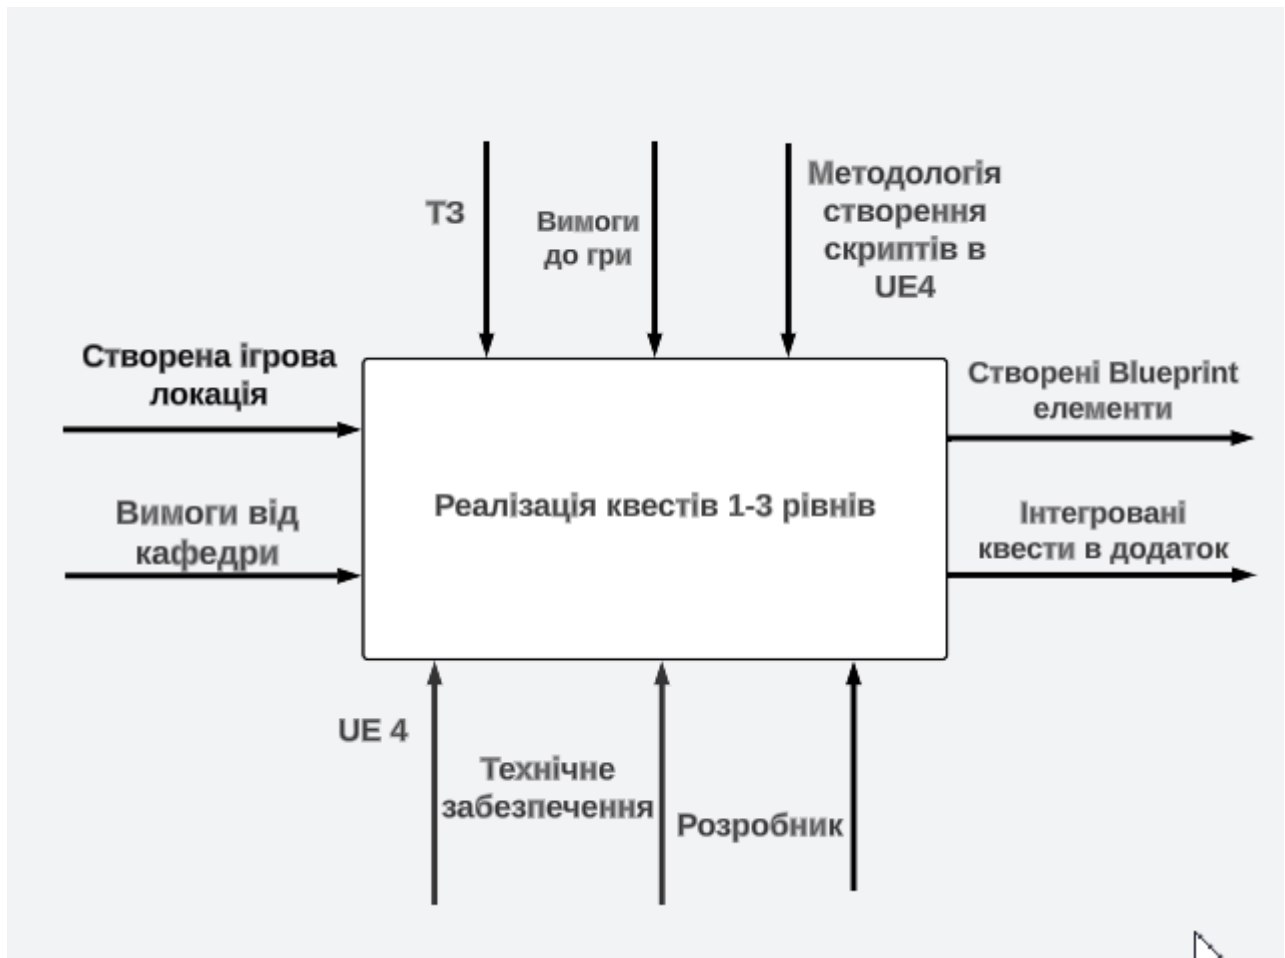 ТЗ
Вимоги
до гри
Методологія
створення
скриптів в
UE4
Створена ігрова
локація
Вимоги від
кафедри
Реалізація квестів 1-3 рівнів
Створені Blueprint
елементи
Інтегровані
квести в додаток
UE 4
Технічне
забезпечення
Розробник